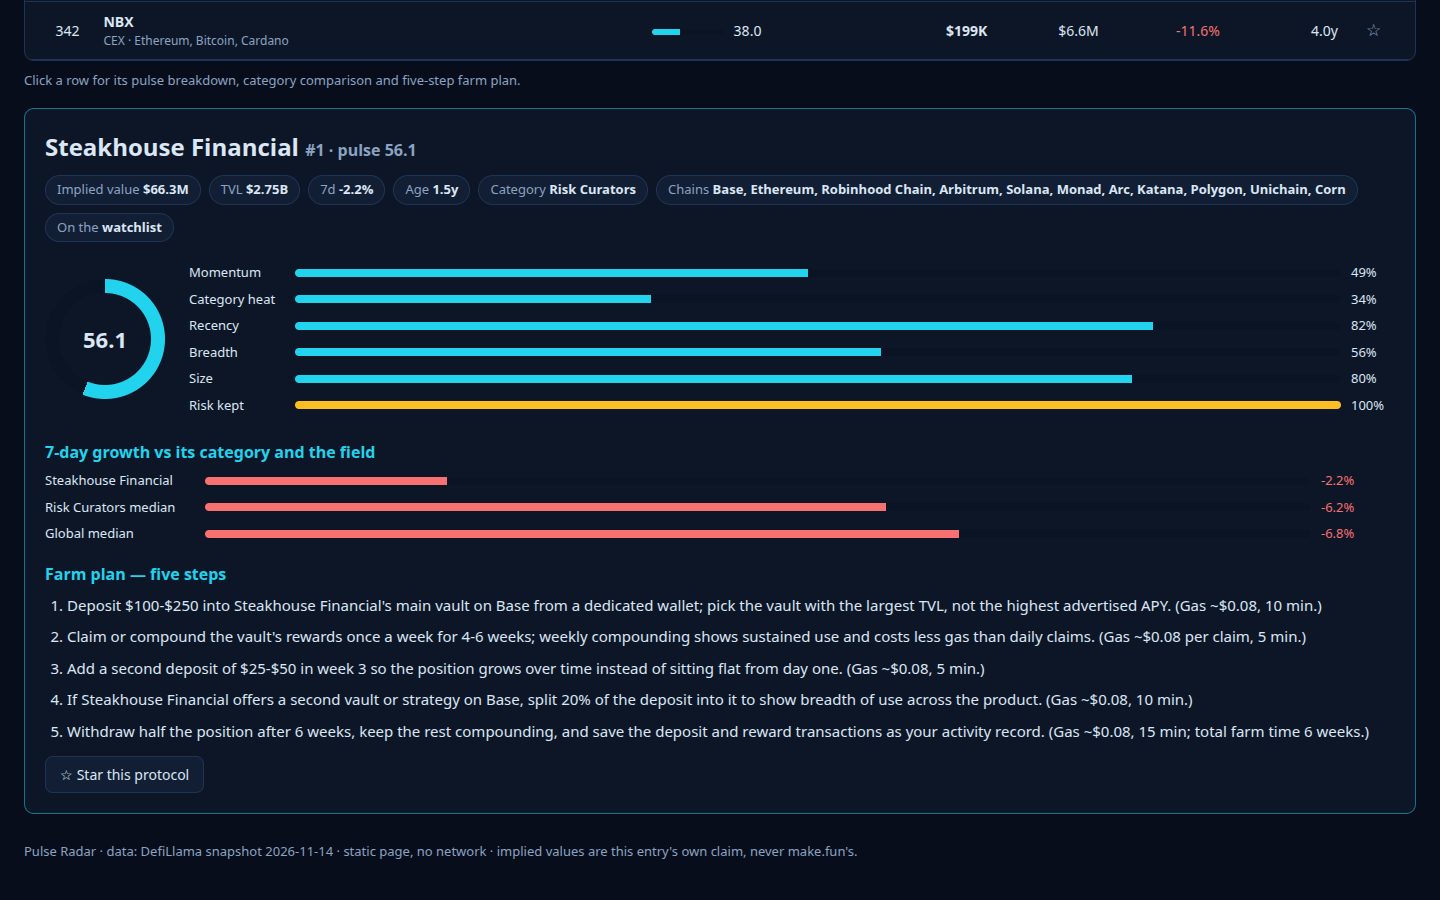 342 NBX 38.0 $199K $6.6M -11.6% 4.0y ☆
CEX · Ethereum, Bitcoin, Cardano
Click a row for its pulse breakdown, category comparison and five-step farm plan.
Steakhouse Financial #1 · pulse 56.1
Implied value $66.3M TVL $2.75B 7d -2.2% Age 1.5y Category Risk Curators Chains Base, Ethereum, Robinhood Chain, Arbitrum, Solana, Monad, Arc, Katana, Polygon, Unichain, Corn
On the watchlist
56.1
Momentum 49%
Category heat 34%
Recency 82%
Breadth 56%
Size 80%
Risk kept 100%
7-day growth vs its category and the field
Steakhouse Financial -2.2%
Risk Curators median -6.2%
Global median -6.8%
Farm plan — five steps
1. Deposit $100-$250 into Steakhouse Financial's main vault on Base from a dedicated wallet; pick the vault with the largest TVL, not the highest advertised APY. (Gas ~$0.08, 10 min.)
2. Claim or compound the vault's rewards once a week for 4-6 weeks; weekly compounding shows sustained use and costs less gas than daily claims. (Gas ~$0.08 per claim, 5 min.)
3. Add a second deposit of $25-$50 in week 3 so the position grows over time instead of sitting flat from day one. (Gas ~$0.08, 5 min.)
4. If Steakhouse Financial offers a second vault or strategy on Base, split 20% of the deposit into it to show breadth of use across the product. (Gas ~$0.08, 10 min.)
5. Withdraw half the position after 6 weeks, keep the rest compounding, and save the deposit and reward transactions as your activity record. (Gas ~$0.08, 15 min; total farm time 6 weeks.)
☆ Star this protocol
Pulse Radar · data: DefiLlama snapshot 2026-11-14 · static page, no network · implied values are this entry's own claim, never make.fun's.